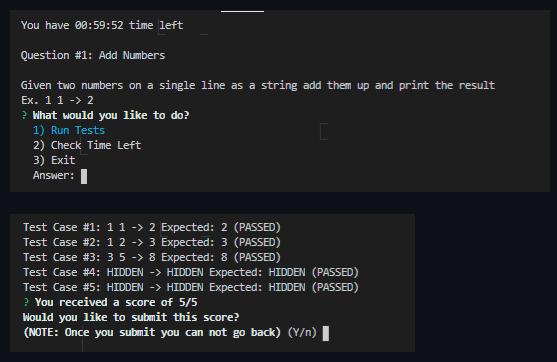 You have 00:59:52 time left
Question #1: Add Numbers
Given two numbers on a single line as a string add them up and print the result
Ex. 1 1 -> 2
? What would you like to do?
1) Run Tests
2) Check Time Left
3) Exit
Answer:
Test Case #1: 1 1 -> 2 Expected: 2 (PASSED)
Test Case #2: 1 2 -> 3 Expected: 3 (PASSED)
Test Case #3: 3 5 -> 8 Expected: 8 (PASSED)
Test Case #4: HIDDEN -> HIDDEN Expected: HIDDEN (PASSED)
Test Case #5: HIDDEN -> HIDDEN Expected: HIDDEN (PASSED)
? You received a score of 5/5
Would you like to submit this score?
(NOTE: Once you submit you can not go back) (Y/n)